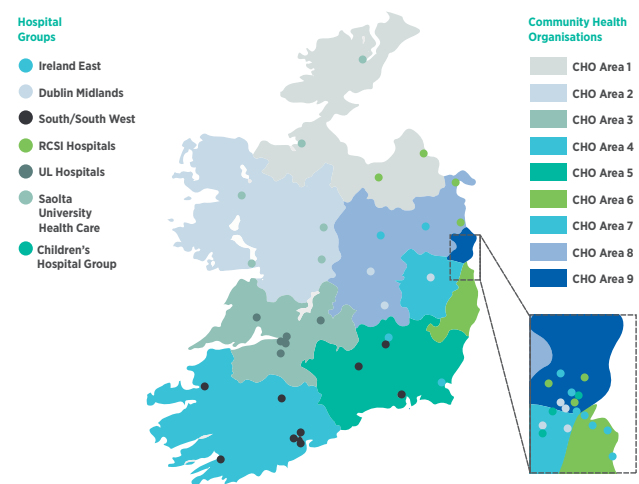 Hospital
Groups
Ireland East
Dublin Midlands
South/South West
RCSI Hospitals
UL Hospitals
Saolta
University
Health Care
Children's
Hospital Group
Community Health
Organisations
CHO Area 1
CHO Area 2
CHO Area 3
CHO Area 4
CHO Area 5
CHO Area 6
CHO Area 7
CHO Area 8
CHO Area 9